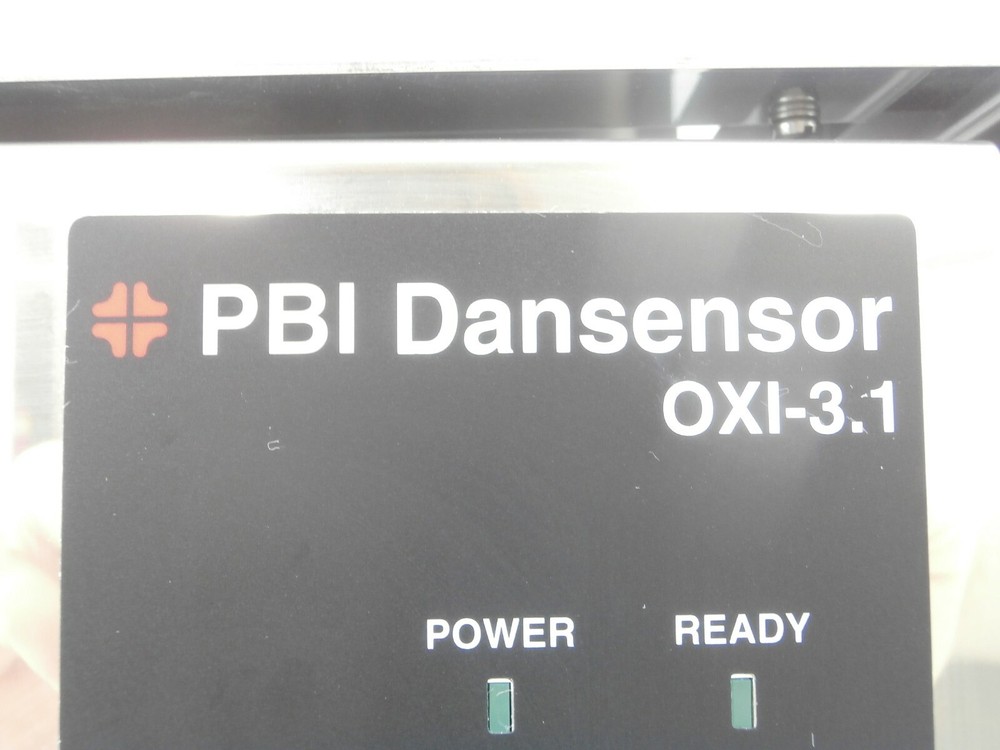 PBI Dansensor
OXI-3.1
POWER READY